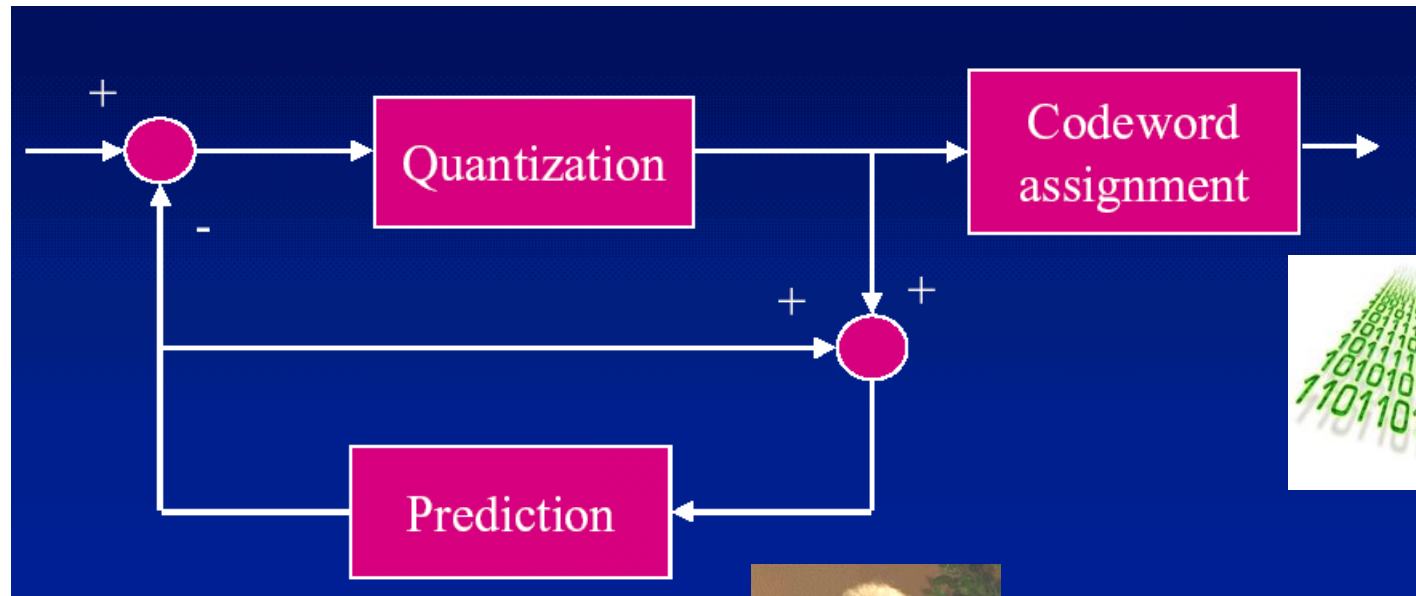 +
Quantization
Codeword
assignment
-
+
+
Prediction